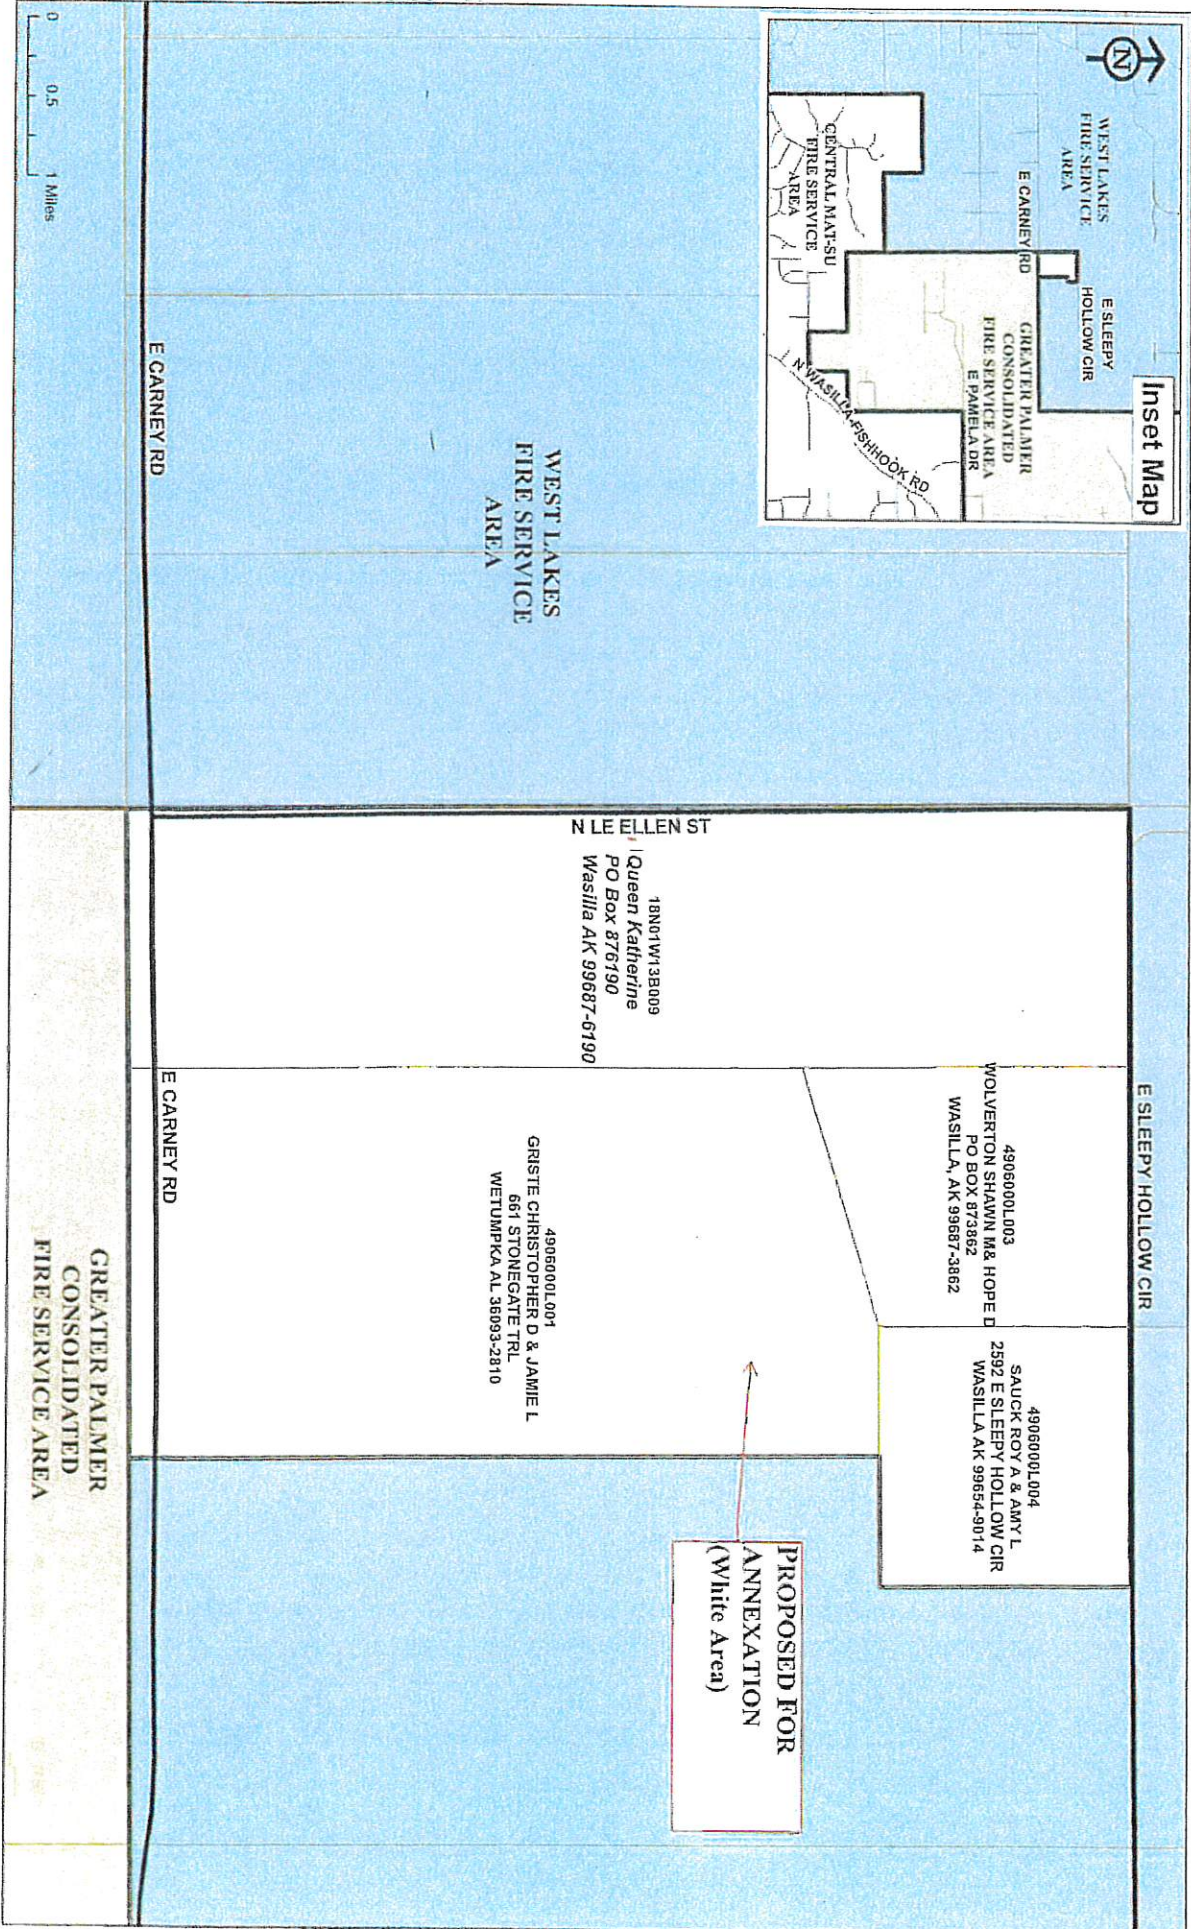 Inset Map
N
WEST LAKES
FIRE SERVICE
AREA
E SLEEPY
HOLLOW CIR
E CARNEY RD
GREATER PALMER
CONSOLIDATED
FIRE SERVICE AREA
E PAMELA DR
CENTRAL MAT-SU
FIRE SERVICE
AREA
N WASILLA-FISHHOOK RD
E SLEEPY HOLLOW CIR
4906000L003
WOLVERTON SHAWN M& HOPE D
PO BOX 873862
WASILLA, AK 99687-3862
4906000L004
SAUCK ROY A & AMY L
2592 E SLEEPY HOLLOW CIR
WASILLA AK 99654-9014
PROPOSED FOR
ANNEXATION
(White Area)
N LE ELLEN ST
18N01W13B009
Queen Katherine
PO Box 876190
Wasilla AK 99687-6190
WEST LAKES
FIRE SERVICE
AREA
4906000L001
GRISTE CHRISTOPHER D & JAMIE L
661 STONEGATE TRL
WETUMPKA AL 36093-2810
E CARNEY RD
E CARNEY RD
GREATER PALMER
CONSOLIDATED
FIRE SERVICE AREA
0 0.5 1 Miles